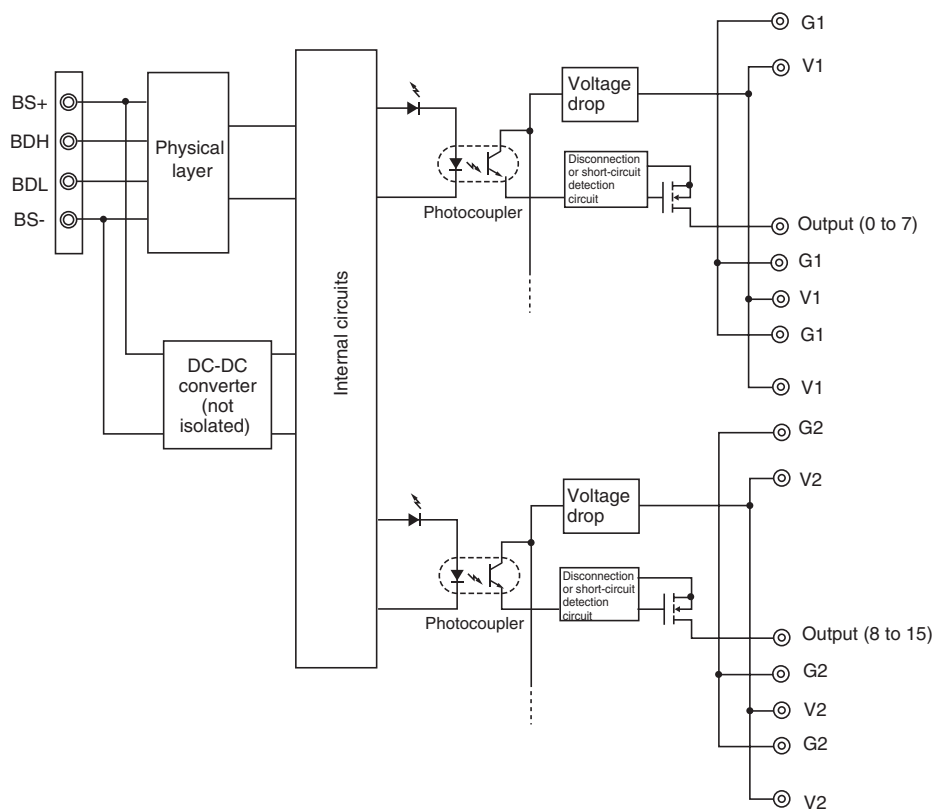 G1
V1
BS+
BDH
BDL
BS-
Physical
layer
Voltage
drop
Disconnection
or short-circuit
detection
circuit
Photocoupler
Output (0 to 7)
G1
V1
G1
V1
Internal circuits
DC-DC
converter
(not
isolated)
G2
V2
Voltage
drop
Disconnection
or short-circuit
detection
circuit
Photocoupler
Output (8 to 15)
G2
V2
G2
V2